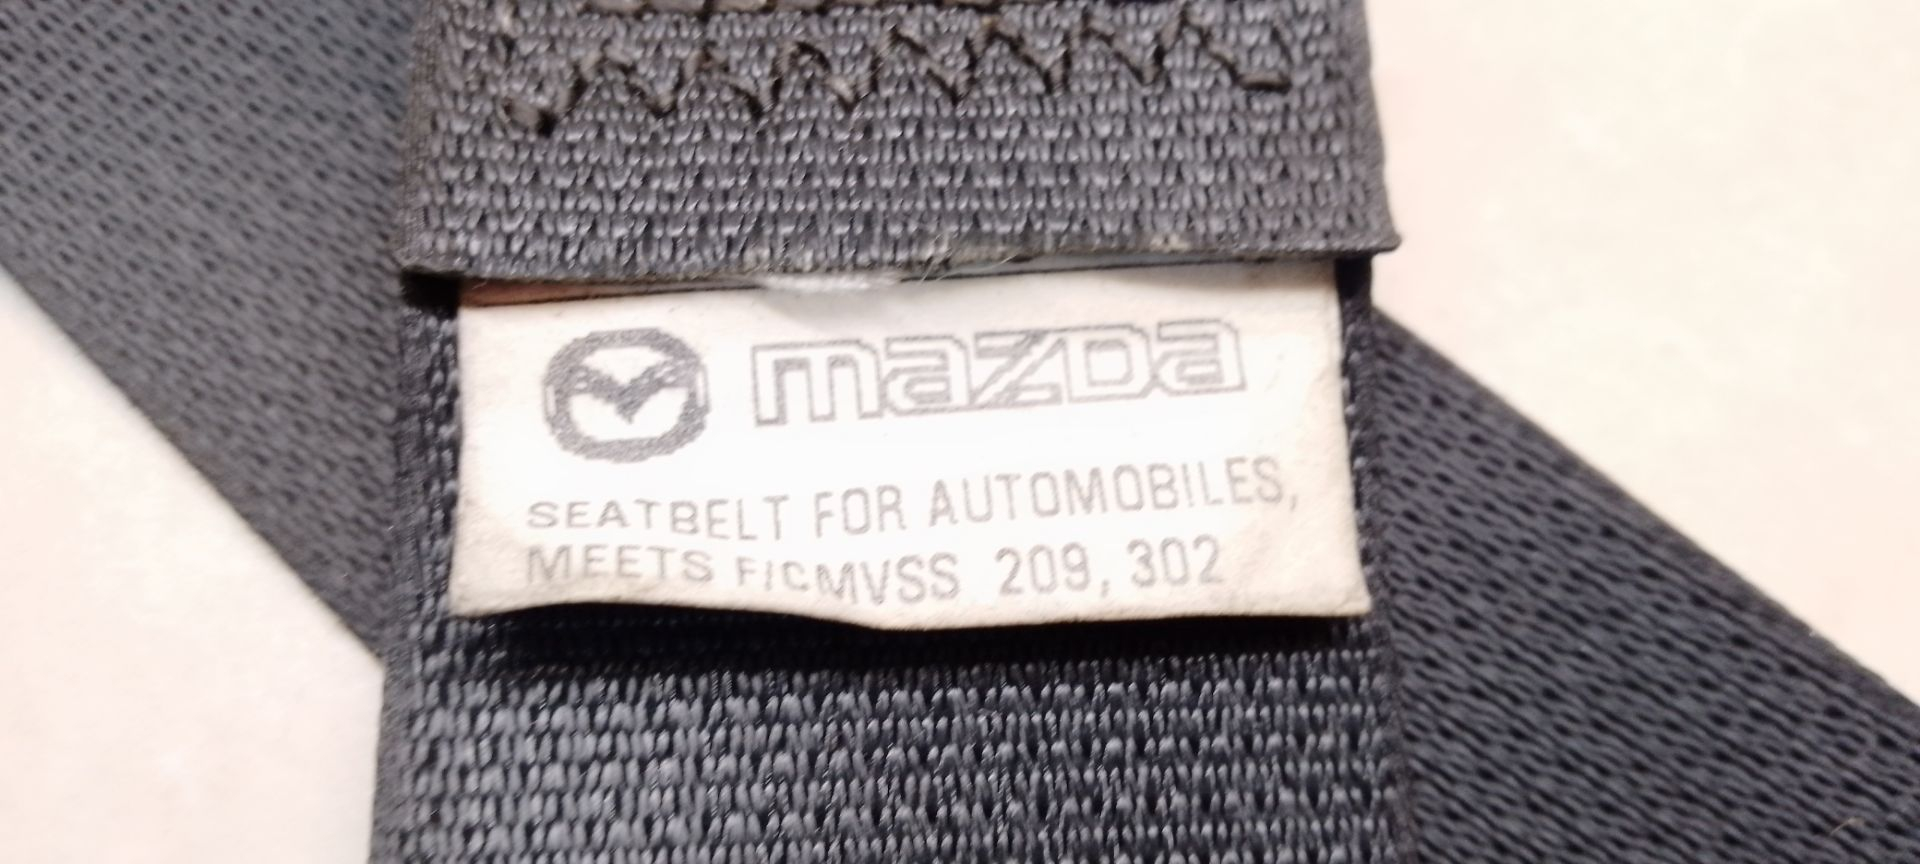 mazda
SEATBELT FOR AUTOMOBILES,
MEETS F/CMVSS 209, 302